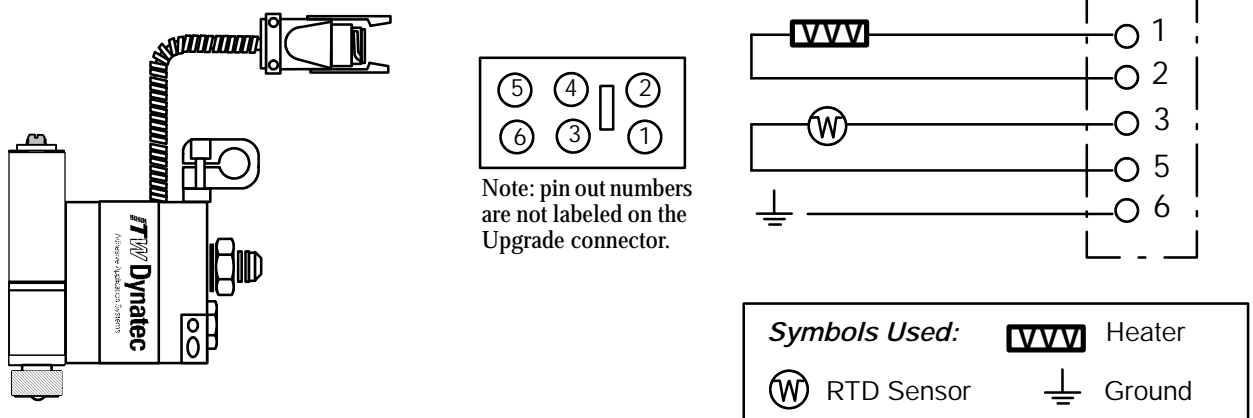 ITW Dynatec
Adhesive Application Systems
5 4 2
6 3 1
Note: pin out numbers
are not labeled on the
Upgrade connector.
1
2
3
5
6
Symbols Used:
Heater
W RTD Sensor
Ground
W